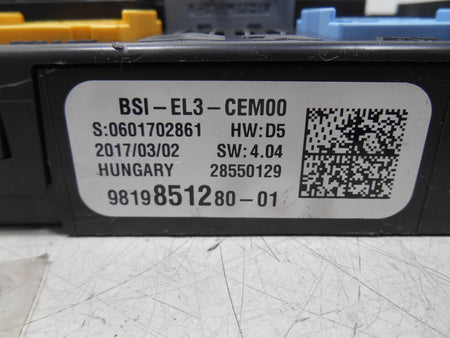 BSI-EL3-CEM00
S:0601702861 HW:D5
2017/03/02 SW:4.04
HUNGARY 28550129
9819851280-01